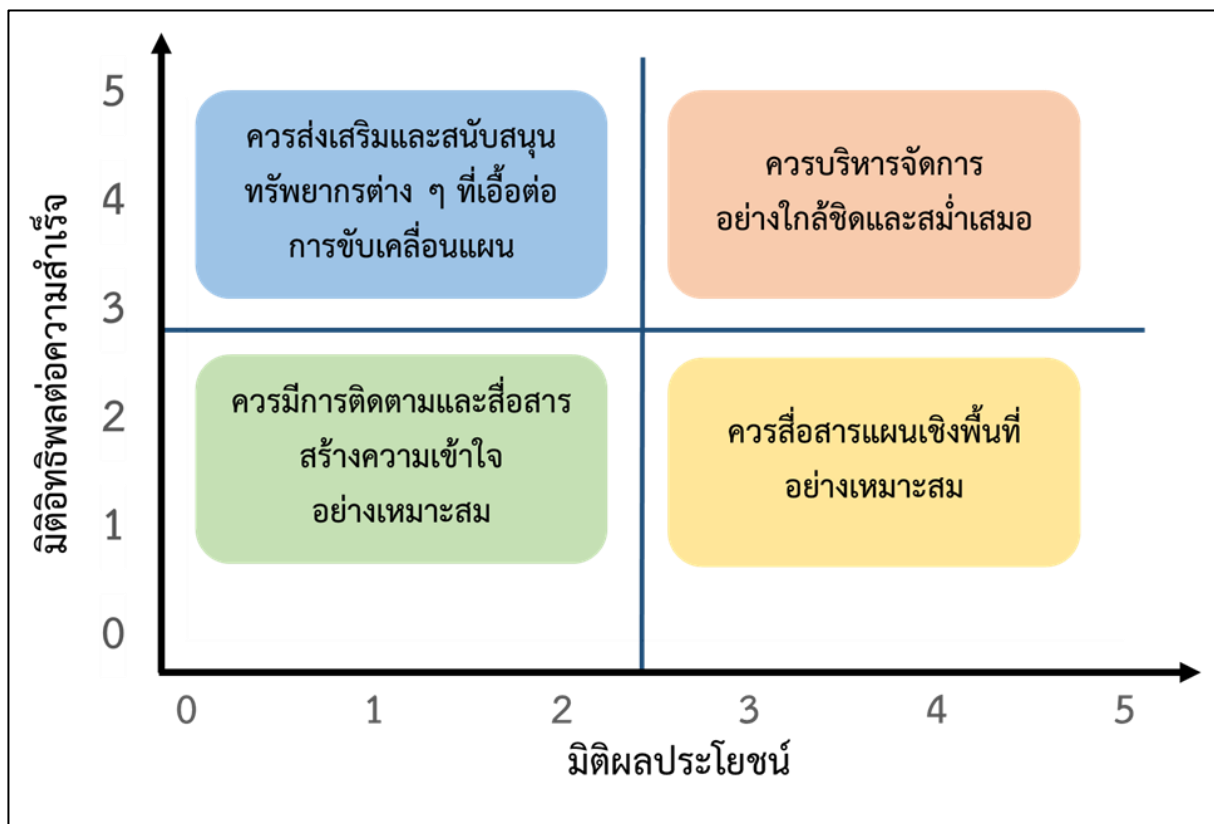 มิติอิทธิพลต่อความสำเร็จ
5
4
3
2
1
0
ควรส่งเสริมและสนับสนุน
ทรัพยากรต่าง ๆ ที่เอื้อต่อ
การขับเคลื่อนแผน
ควรบริหารจัดการ
อย่างใกล้ชิดและสม่ำเสมอ
ควรมีการติดตามและสื่อสาร
สร้างความเข้าใจ
อย่างเหมาะสม
ควรสื่อสารแผนเชิงพื้นที่
อย่างเหมาะสม
0 1 2 3 4 5
มิติผลประโยชน์